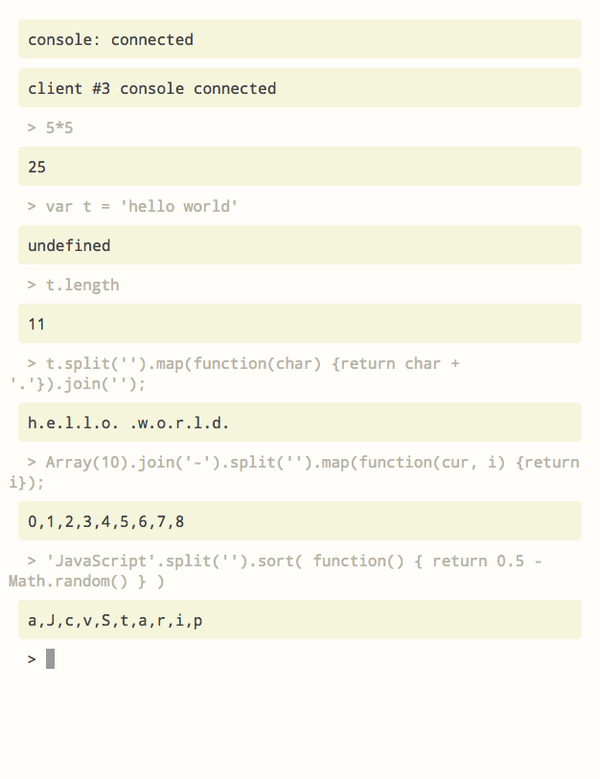 console: connected
client #3 console connected
> 5*5
25
> var t = 'hello world'
undefined
> t.length
11
> t.split('').map(function(char) {return char +
'.'}).join('');
h.e.l.l.o. .w.o.r.l.d.
> Array(10).join('-').split('').map(function(cur, i) {return
i});
0,1,2,3,4,5,6,7,8
> 'JavaScript'.split('').sort( function() { return 0.5 -
Math.random() } )
a,J,c,v,S,t,a,r,i,p
>